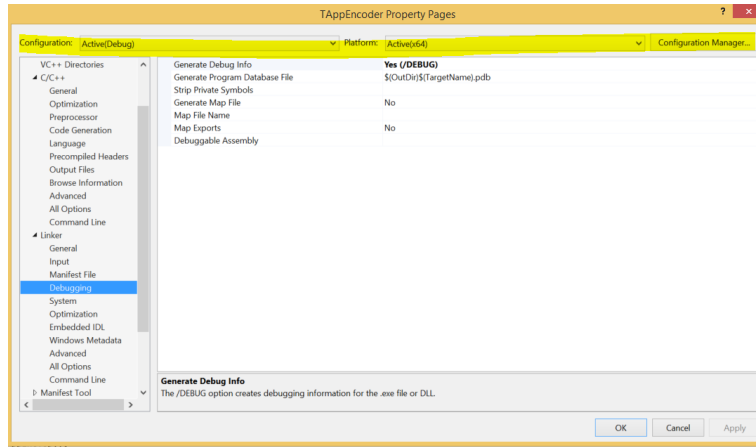 TAppEncoder Property Pages
? ×
Configuration: Active(Debug) Platform: Active(x64) Configuration Manager...
VC++ Directories
C/C++
General
Optimization
Preprocessor
Code Generation
Language
Precompiled Headers
Output Files
Browse Information
Advanced
All Options
Command Line
Linker
General
Input
Manifest File
Debugging
System
Optimization
Embedded IDL
Windows Metadata
Advanced
All Options
Command Line
Manifest Tool
Generate Debug Info Yes (/DEBUG)
Generate Program Database File $(OutDir)$(TargetName).pdb
Strip Private Symbols
Generate Map File No
Map File Name
Map Exports No
Debuggable Assembly
Generate Debug Info
The /DEBUG option creates debugging information for the .exe file or DLL.
OK Cancel Apply